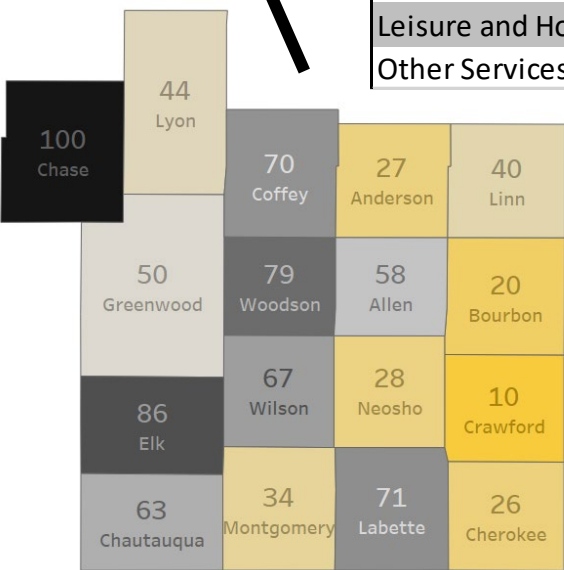 Leisure and Ho
Other Services
44
Lyon
100
Chase
70
Coffey
27
Anderson
40
Linn
50
Greenwood
79
Woodson
58
Allen
20
Bourbon
67
Wilson
28
Neosho
10
Crawford
86
Elk
63
Chautauqua
34
Montgomery
71
Labette
26
Cherokee